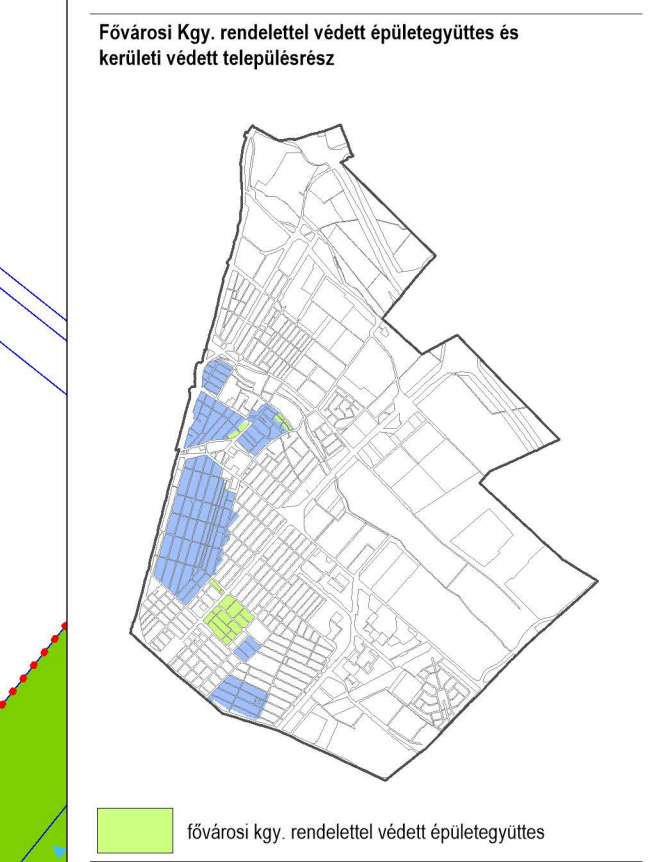 Fővárosi Kgy. rendelettel védett épületegyüttes és
kerületi védett településrész
fővárosi kgy. rendelettel védett épületegyüttes